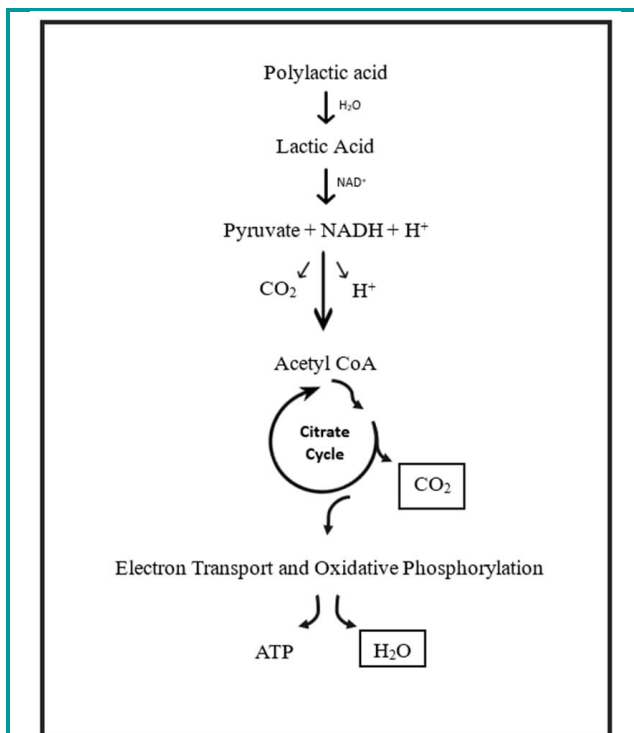 Polylactic acid
H₂O
Lactic Acid
NAD⁺
Pyruvate + NADH + H⁺
CO₂ H⁺
Acetyl CoA
Citrate
Cycle
CO₂
Electron Transport and Oxidative Phosphorylation
ATP H₂O